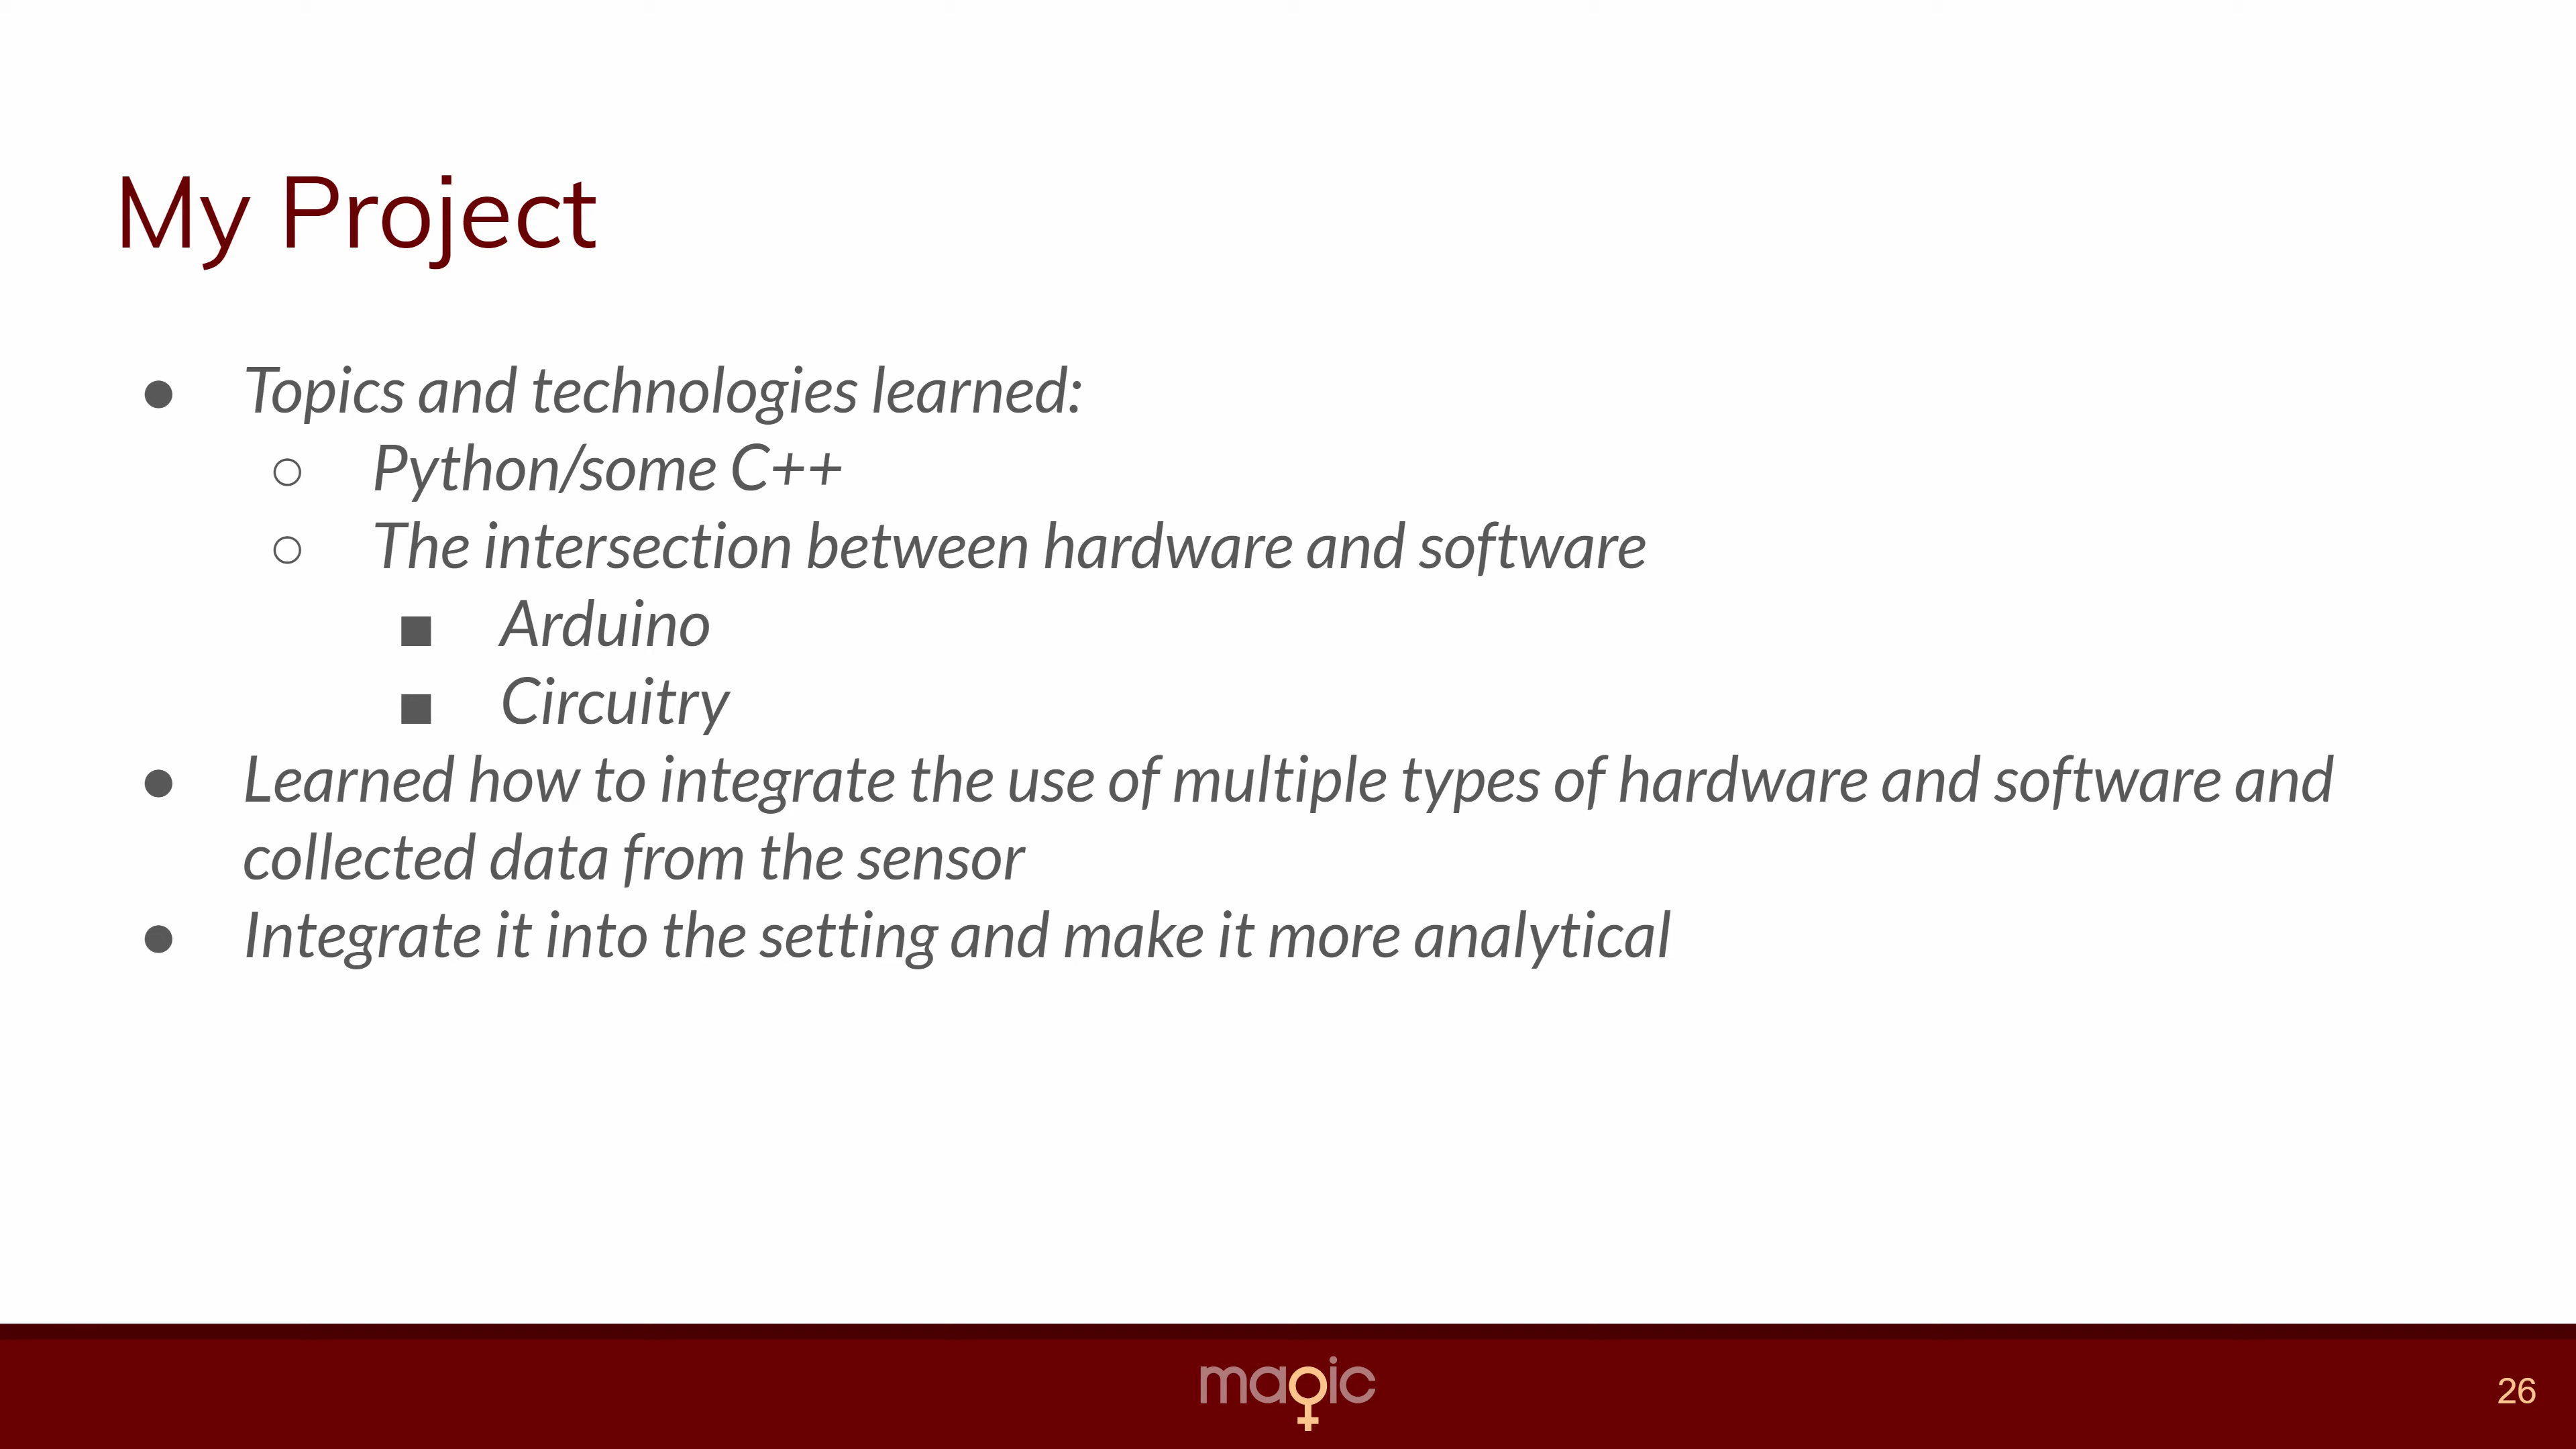 My Project
● Topics and technologies learned:
○ Python/some C++
○ The intersection between hardware and software
■ Arduino
■ Circuitry
● Learned how to integrate the use of multiple types of hardware and software and
collected data from the sensor
● Integrate it into the setting and make it more analytical
magic
26